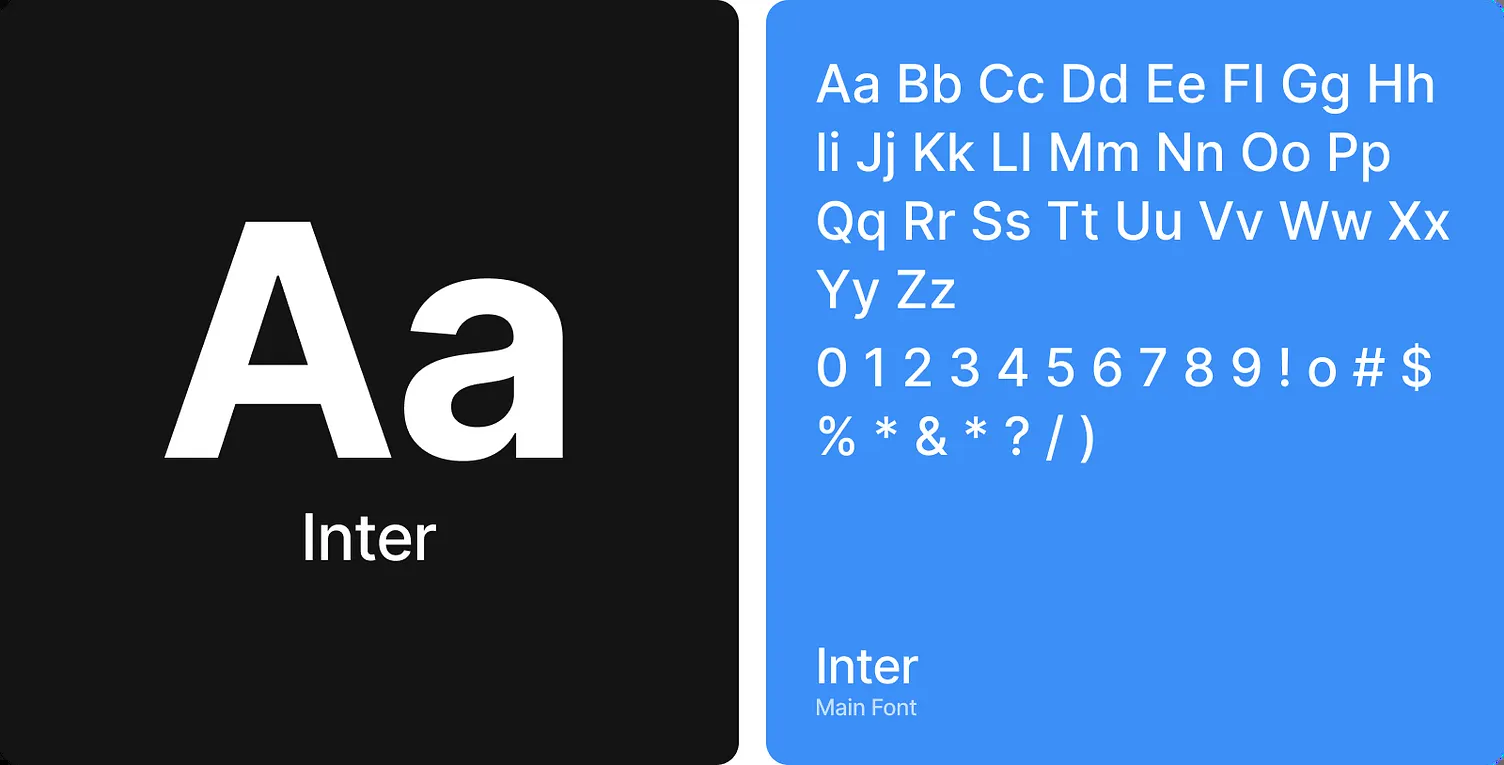 Aa
Inter
Aa Bb Cc Dd Ee Fl Gg Hh
Ii Jj Kk Ll Mm Nn Oo Pp
Qq Rr Ss Tt Uu Vv Ww Xx
Yy Zz
0 1 2 3 4 5 6 7 8 9 ! o # $
% * & * ? / )
Inter
Main Font